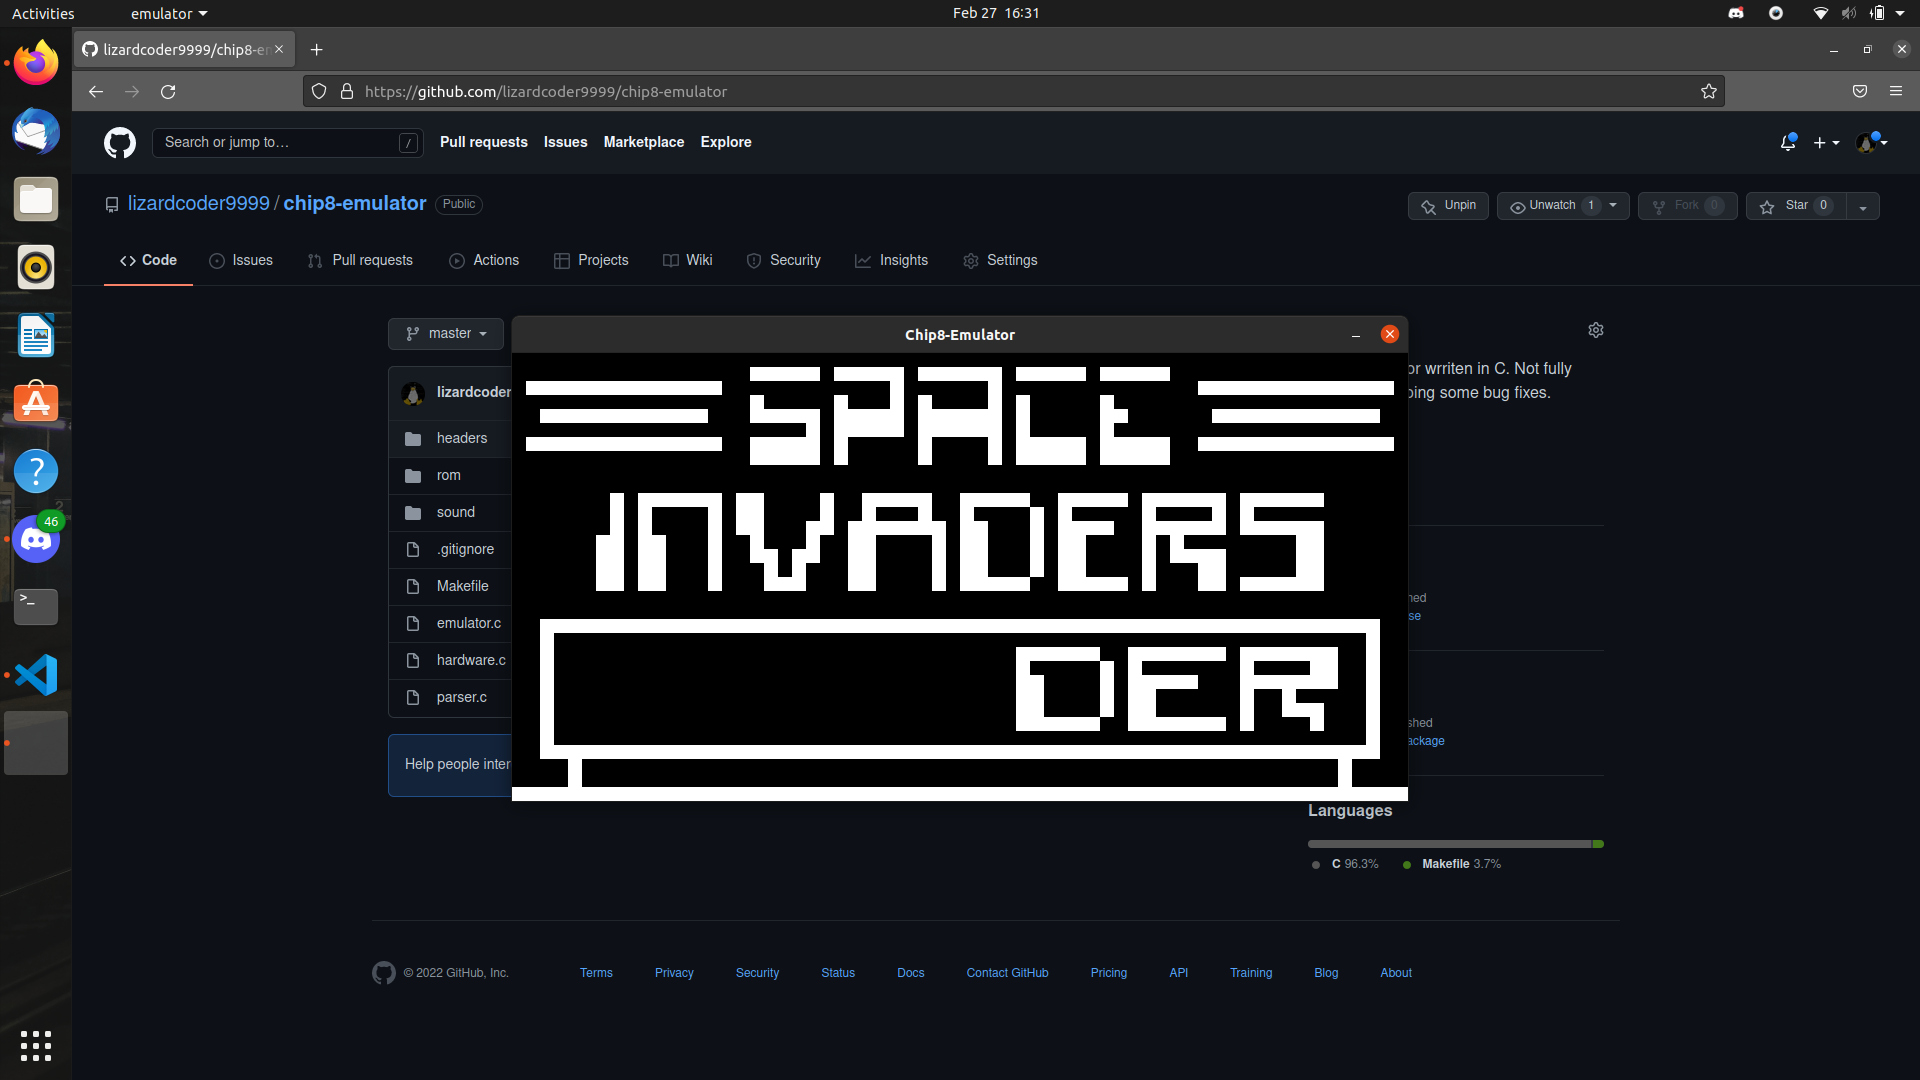 Activities
emulator
Feb 27 16:31
lizardcoder9999/chip8-e
https://github.com/lizardcoder9999/chip8-emulator
Search or jump to…
/
Pull requests
Issues
Marketplace
Explore
lizardcoder9999 / chip8-emulator
Public
Unpin
Unwatch 1
Fork 0
Star 0
Code
Issues
Pull requests
Actions
Projects
Wiki
Security
Insights
Settings
master
Chip8-Emulator
or wrriten in C. Not fully
oing some bug fixes.
lizardcoder
headers
rom
sound
.gitignore
Makefile
emulator.c
hardware.c
parser.c
SPACE
INVADERS
DER
hed
se
shed
ackage
46
>_
?
Help people inter
Languages
C 96.3%
Makefile 3.7%
© 2022 GitHub, Inc.
Terms
Privacy
Security
Status
Docs
Contact GitHub
Pricing
API
Training
Blog
About